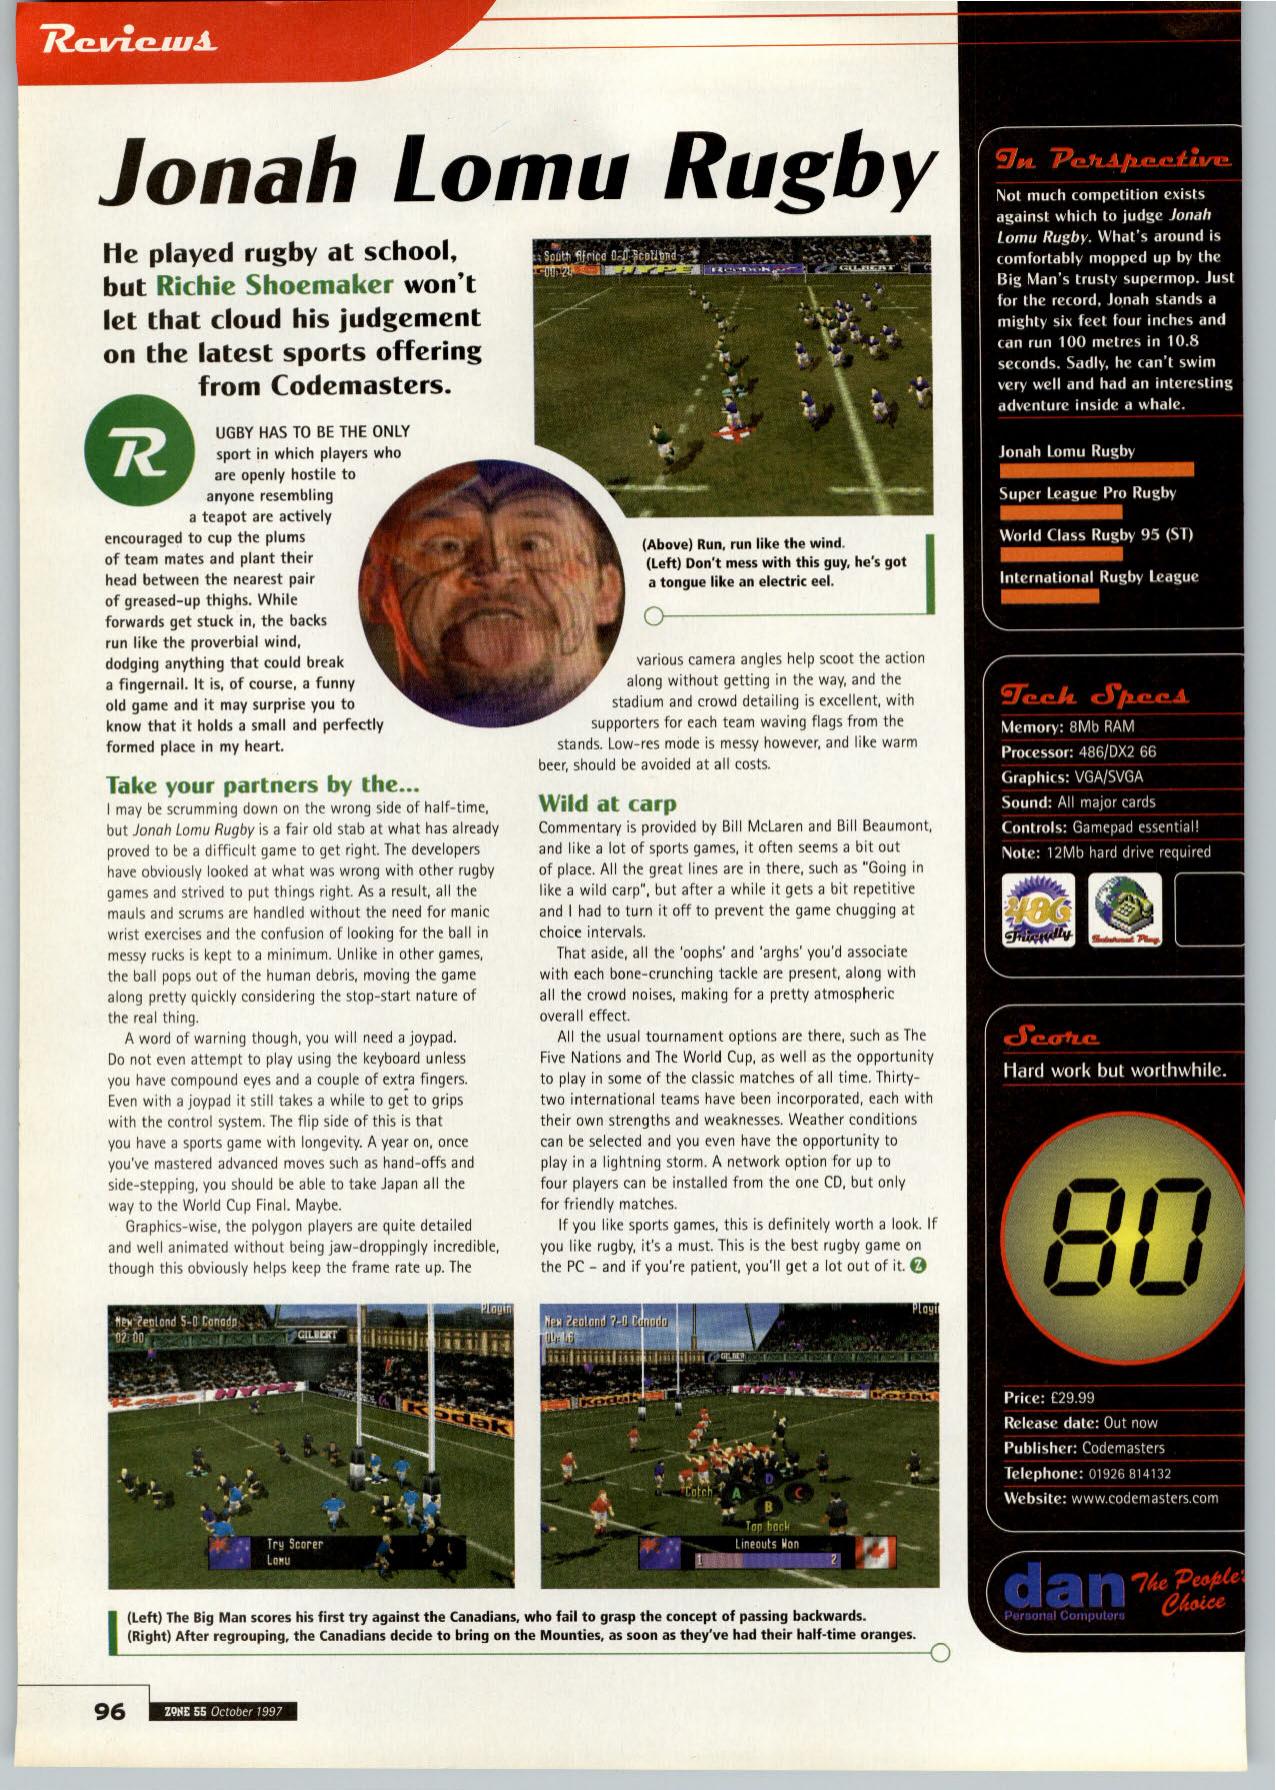 Reviews
Jonah Lomu Rugby
He played rugby at school,
but Richie Shoemaker won't
let that cloud his judgement
on the latest sports offering
from Codemasters.
RUGBY HAS TO BE THE ONLY
sport in which players who
are openly hostile to
anyone resembling
a teapot are actively
encouraged to cup the plums
of team mates and plant their
head between the nearest pair
of greased-up thighs. While
forwards get stuck in, the backs
run like the proverbial wind,
dodging anything that could break
a fingernail. It is, of course, a funny
old game and it may surprise you to
know that it holds a small and perfectly
formed place in my heart.
Take your partners by the...
I may be scrumming down on the wrong side of half-time,
but Jonah Lomu Rugby is a fair old stab at what has already
proved to be a difficult game to get right. The developers
have obviously looked at what was wrong with other rugby
games and strived to put things right. As a result, all the
mauls and scrums are handled without the need for manic
wrist exercises and the confusion of looking for the ball in
messy rucks is kept to a minimum. Unlike in other games,
the ball pops out of the human debris, moving the game
along pretty quickly considering the stop-start nature of
the real thing.
A word of warning though, you will need a joypad.
Do not even attempt to play using the keyboard unless
you have compound eyes and a couple of extra fingers.
Even with a joypad it still takes a while to get to grips
with the control system. The flip side of this is that
you have a sports game with longevity. A year on, once
you've mastered advanced moves such as hand-offs and
side-stepping, you should be able to take Japan all the
way to the World Cup Final. Maybe.
Graphics-wise, the polygon players are quite detailed
and well animated without being jaw-droppingly incredible,
though this obviously helps keep the frame rate up. The
South Africa 0-0 Scotland
00:24
HYPE
Reebok
GILBERT
(Above) Run, run like the wind.
(Left) Don't mess with this guy, he's got
a tongue like an electric eel.
various camera angles help scoot the action
along without getting in the way, and the
stadium and crowd detailing is excellent, with
supporters for each team waving flags from the
stands. Low-res mode is messy however, and like warm
beer, should be avoided at all costs.
Wild at carp
Commentary is provided by Bill McLaren and Bill Beaumont,
and like a lot of sports games, it often seems a bit out
of place. All the great lines are in there, such as "Going in
like a wild carp", but after a while it gets a bit repetitive
and I had to turn it off to prevent the game chugging at
choice intervals.
That aside, all the 'oophs' and 'arghs' you'd associate
with each bone-crunching tackle are present, along with
all the crowd noises, making for a pretty atmospheric
overall effect.
All the usual tournament options are there, such as The
Five Nations and The World Cup, as well as the opportunity
to play in some of the classic matches of all time. Thirty-
two international teams have been incorporated, each with
their own strengths and weaknesses. Weather conditions
can be selected and you even have the opportunity to
play in a lightning storm. A network option for up to
four players can be installed from the one CD, but only
for friendly matches.
If you like sports games, this is definitely worth a look. If
you like rugby, it's a must. This is the best rugby game on
the PC – and if you're patient, you'll get a lot out of it. Z
New Zealand 5-0 Canada
02:00
Playin
GILBERT
HYPE
Kodak
Try Scorer
Lomu
New Zealand 7-0 Canada
Playi
GILBER
Kodak
HYPE
Kodak
Catch
A
B
C
D
Tap back
Lineouts Won
1 2
(Left) The Big Man scores his first try against the Canadians, who fail to grasp the concept of passing backwards.
(Right) After regrouping, the Canadians decide to bring on the Mounties, as soon as they've had their half-time oranges.
96
ZONE 55 October 1997
In Perspective
Not much competition exists
against which to judge Jonah
Lomu Rugby. What's around is
comfortably mopped up by the
Big Man's trusty supermop. Just
for the record, Jonah stands a
mighty six feet four inches and
can run 100 metres in 10.8
seconds. Sadly, he can't swim
very well and had an interesting
adventure inside a whale.
Jonah Lomu Rugby
Super League Pro Rugby
World Class Rugby 95 (ST)
International Rugby League
Tech Specs
Memory: 8Mb RAM
Processor: 486/DX2 66
Graphics: VGA/SVGA
Sound: All major cards
Controls: Gamepad essential!
Note: 12Mb hard drive required
486
Friendly
Internet Play
Score
Hard work but worthwhile.
80
Price: £29.99
Release date: Out now
Publisher: Codemasters
Telephone: 01926 814132
Website: www.codemasters.com
dan
Personal Computers
The People's
Choice